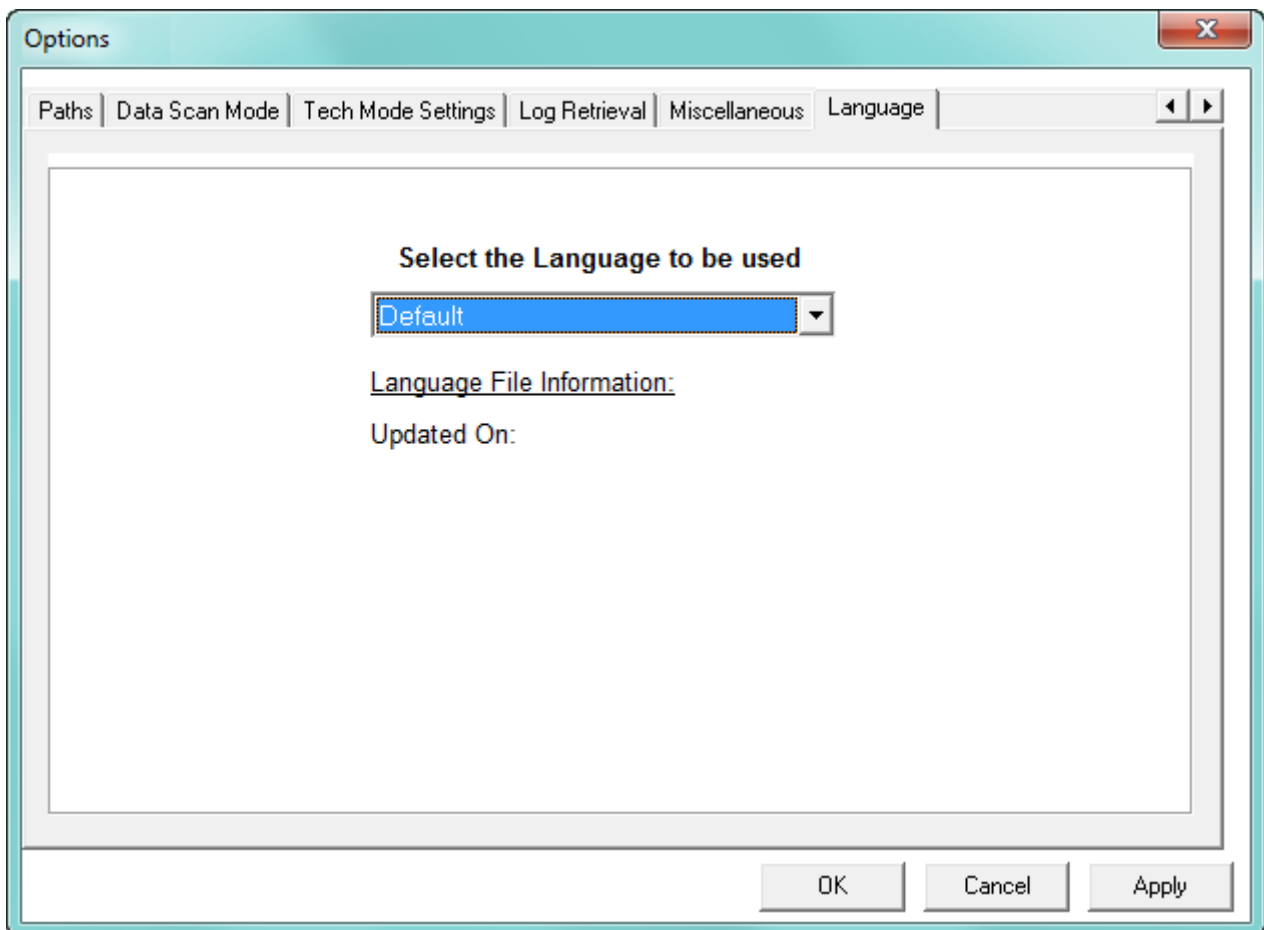 Options
Paths Data Scan Mode Tech Mode Settings Log Retrieval Miscellaneous Language
Select the Language to be used
Default
Language File Information:
Updated On:
OK Cancel Apply